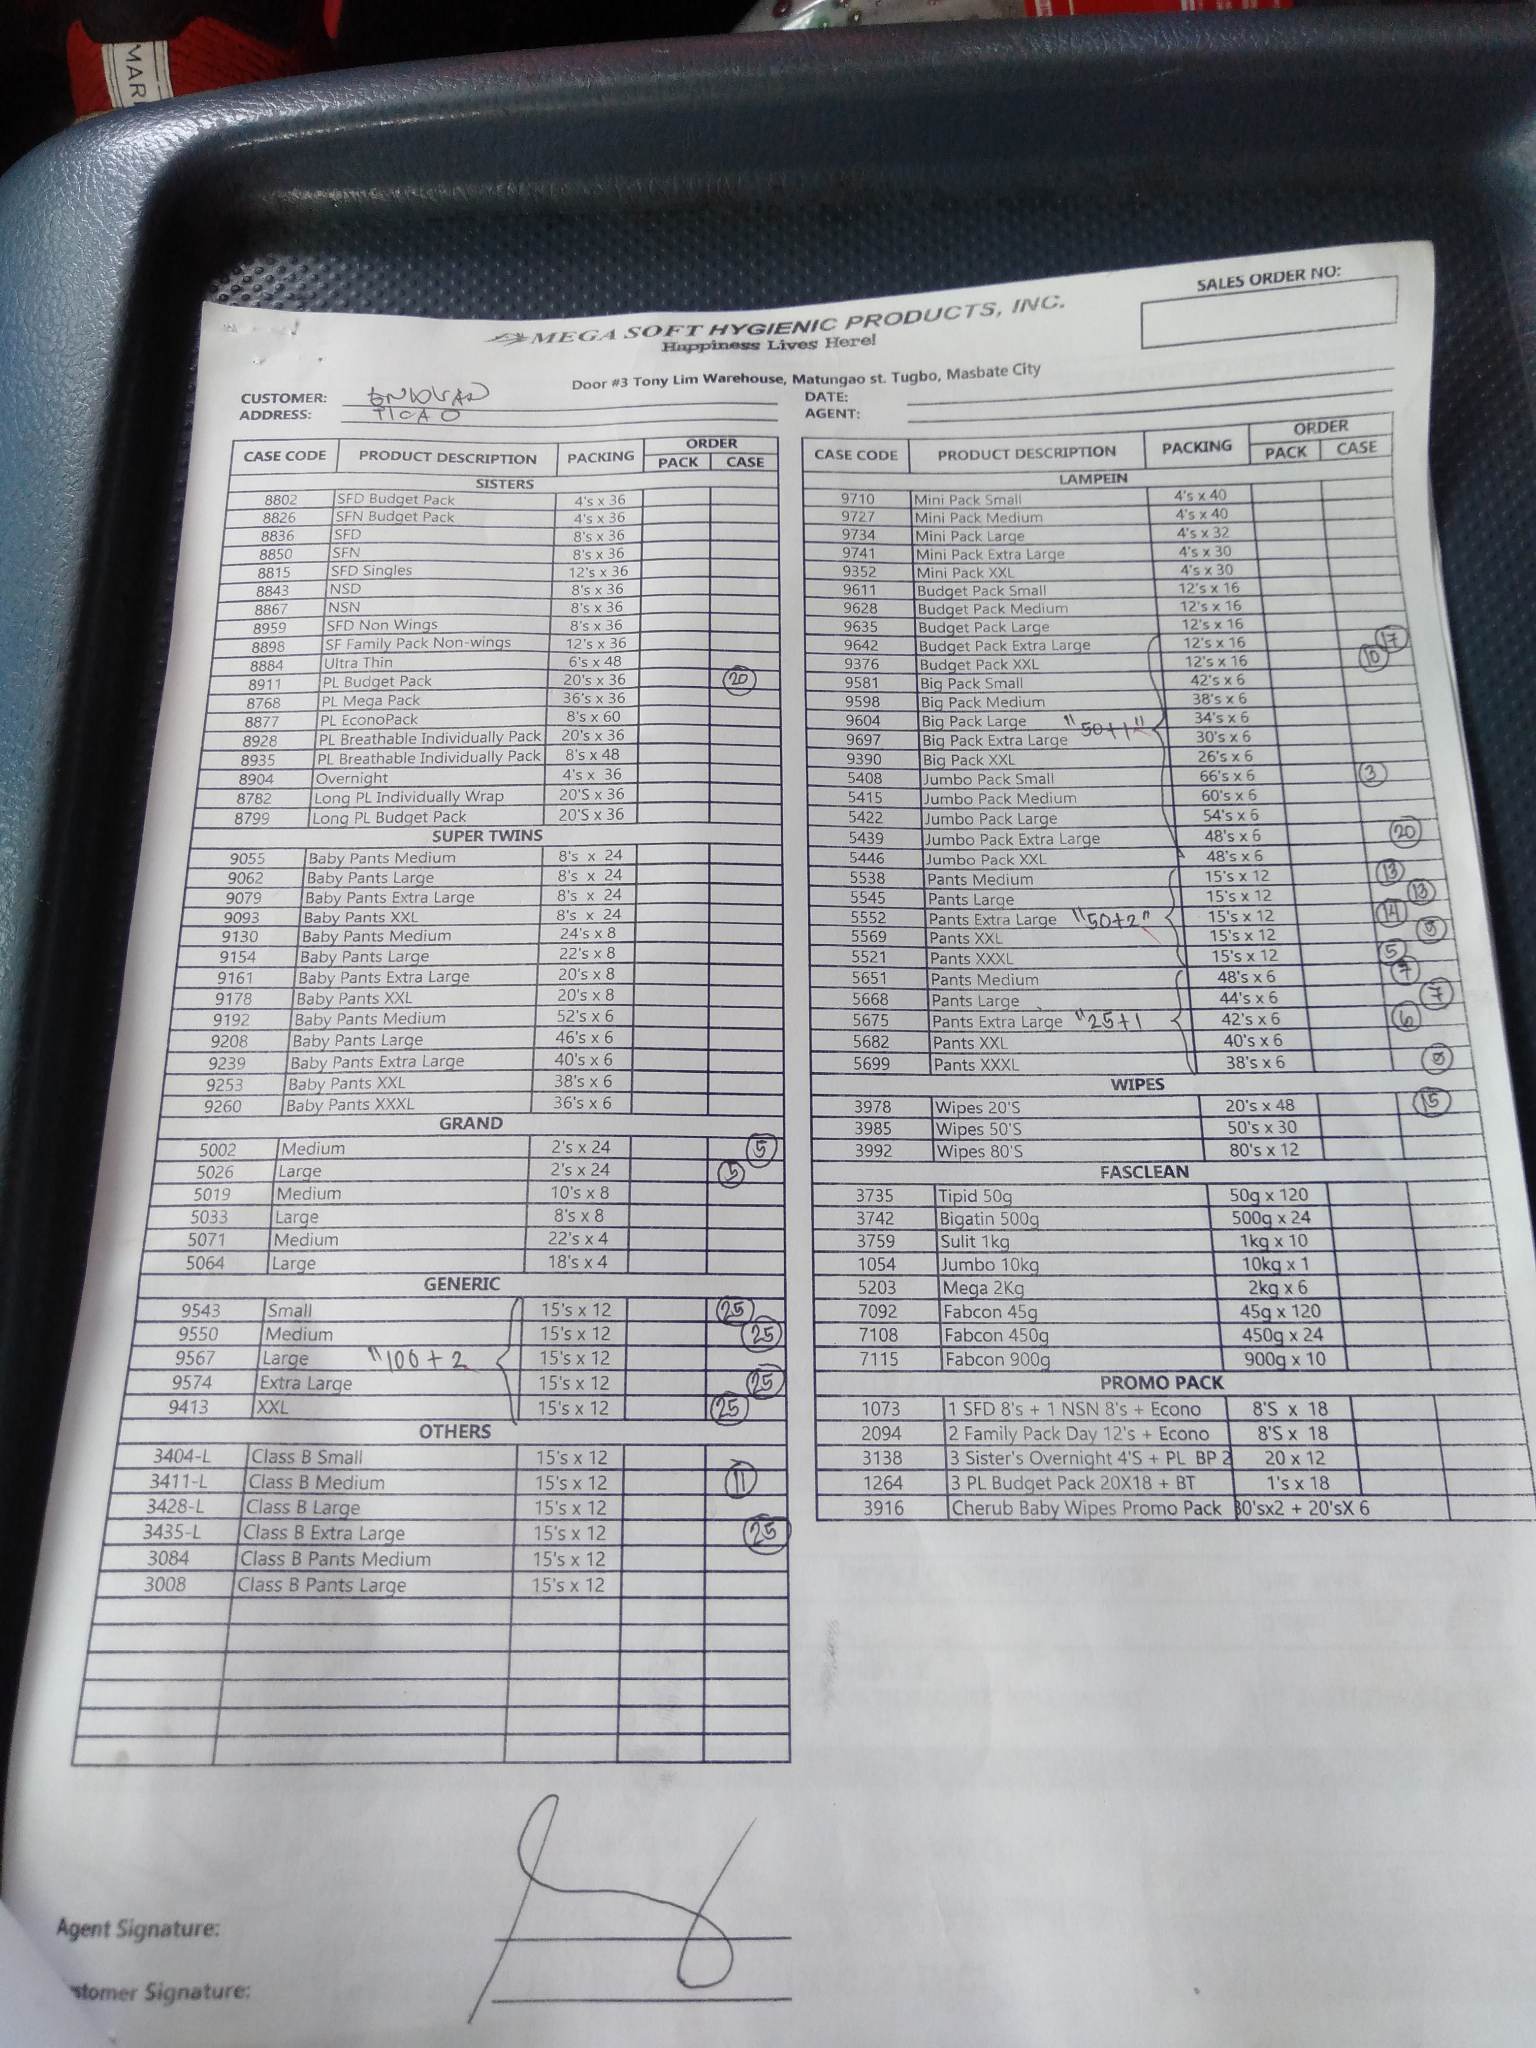 MARK
SALES ORDER NO:
MEGA SOFT HYGIENIC PRODUCTS, INC.
Happiness Lives Here!
Door #3 Tony Lim Warehouse, Matungao st. Tugbo, Masbate City
CUSTOMER:
ADDRESS: TICAO
DATE:
AGENT:
CASE CODE PRODUCT DESCRIPTION PACKING ORDER PACK CASE
SISTERS
8802 SFD Budget Pack 4's x 36
8826 SFN Budget Pack 4's x 36
8836 SFD 8's x 36
8850 SFN 8's x 36
8815 SFD Singles 12's x 36
8843 NSD 8's x 36
8867 NSN 8's x 36
8959 SFD Non Wings 8's x 36
8898 SF Family Pack Non-wings 12's x 36
8884 Ultra Thin 6's x 48
8911 PL Budget Pack 20's x 36 20
8768 PL Mega Pack 36's x 36
8877 PL EconoPack 8's x 60
8928 PL Breathable Individually Pack 20's x 36
8935 PL Breathable Individually Pack 8's x 48
8904 Overnight 4's x 36
8782 Long PL Individually Wrap 20'S x 36
8799 Long PL Budget Pack 20'S x 36
SUPER TWINS
9055 Baby Pants Medium 8's x 24
9062 Baby Pants Large 8's x 24
9079 Baby Pants Extra Large 8's x 24
9093 Baby Pants XXL 8's x 24
9130 Baby Pants Medium 24's x 8
9154 Baby Pants Large 22's x 8
9161 Baby Pants Extra Large 20's x 8
9178 Baby Pants XXL 20's x 8
9192 Baby Pants Medium 52's x 6
9208 Baby Pants Large 46's x 6
9239 Baby Pants Extra Large 40's x 6
9253 Baby Pants XXL 38's x 6
9260 Baby Pants XXXL 36's x 6
GRAND
5002 Medium 2's x 24 5
5026 Large 2's x 24 5
5019 Medium 10's x 8
5033 Large 8's x 8
5071 Medium 22's x 4
5064 Large 18's x 4
GENERIC
9543 Small 15's x 12 25
9550 Medium 15's x 12 25
9567 Large "100+2 15's x 12
9574 Extra Large 15's x 12 25
9413 XXL 15's x 12 25
OTHERS
3404-L Class B Small 15's x 12
3411-L Class B Medium 15's x 12 11
3428-L Class B Large 15's x 12
3435-L Class B Extra Large 15's x 12 25
3084 Class B Pants Medium 15's x 12
3008 Class B Pants Large 15's x 12
CASE CODE PRODUCT DESCRIPTION PACKING ORDER PACK CASE
LAMPEIN
9710 Mini Pack Small 4's x 40
9727 Mini Pack Medium 4's x 40
9734 Mini Pack Large 4's x 32
9741 Mini Pack Extra Large 4's x 30
9352 Mini Pack XXL 4's x 30
9611 Budget Pack Small 12's x 16
9628 Budget Pack Medium 12's x 16
9635 Budget Pack Large 12's x 16
9642 Budget Pack Extra Large 12's x 16 17
9376 Budget Pack XXL 12's x 16 10
9581 Big Pack Small 42's x 6
9598 Big Pack Medium 38's x 6
9604 Big Pack Large "50+1" 34's x 6
9697 Big Pack Extra Large 30's x 6
9390 Big Pack XXL 26's x 6
5408 Jumbo Pack Small 66's x 6 3
5415 Jumbo Pack Medium 60's x 6
5422 Jumbo Pack Large 54's x 6
5439 Jumbo Pack Extra Large 48's x 6 20
5446 Jumbo Pack XXL 48's x 6
5538 Pants Medium 15's x 12 13
5545 Pants Large 15's x 12 13
5552 Pants Extra Large "50+2" 15's x 12 14
5569 Pants XXL 15's x 12
5521 Pants XXXL 15's x 12 5
5651 Pants Medium 48's x 6 7
5668 Pants Large 44's x 6 7
5675 Pants Extra Large "25+1 42's x 6 6
5682 Pants XXL 40's x 6
5699 Pants XXXL 38's x 6
WIPES
3978 Wipes 20'S 20's x 48 15
3985 Wipes 50'S 50's x 30
3992 Wipes 80'S 80's x 12
FASCLEAN
3735 Tipid 50g 50g x 120
3742 Bigatin 500g 500g x 24
3759 Sulit 1kg 1kg x 10
1054 Jumbo 10kg 10kg x 1
5203 Mega 2Kg 2kg x 6
7092 Fabcon 45g 45g x 120
7108 Fabcon 450g 450g x 24
7115 Fabcon 900g 900g x 10
PROMO PACK
1073 1 SFD 8's + 1 NSN 8's + Econo 8'S x 18
2094 2 Family Pack Day 12's + Econo 8'S x 18
3138 3 Sister's Overnight 4'S + PL BP 2 20 x 12
1264 3 PL Budget Pack 20X18 + BT 1's x 18
3916 Cherub Baby Wipes Promo Pack 80'sx2 + 20'sX 6
Agent Signature:
stomer Signature: